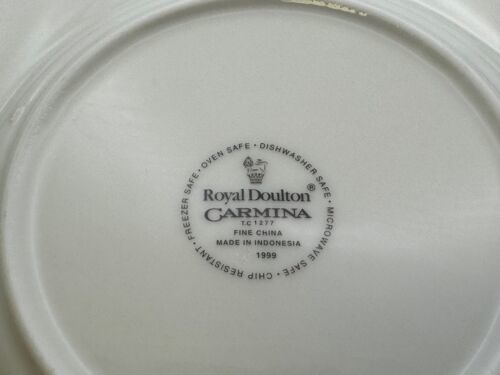 FREEZER SAFE · OVEN SAFE · DISHWASHER SAFE · MICROWAVE SAFE · CHIP RESISTANT ·
Royal Doulton®
CARMINA
T.C 1277
FINE CHINA
MADE IN INDONESIA
1999